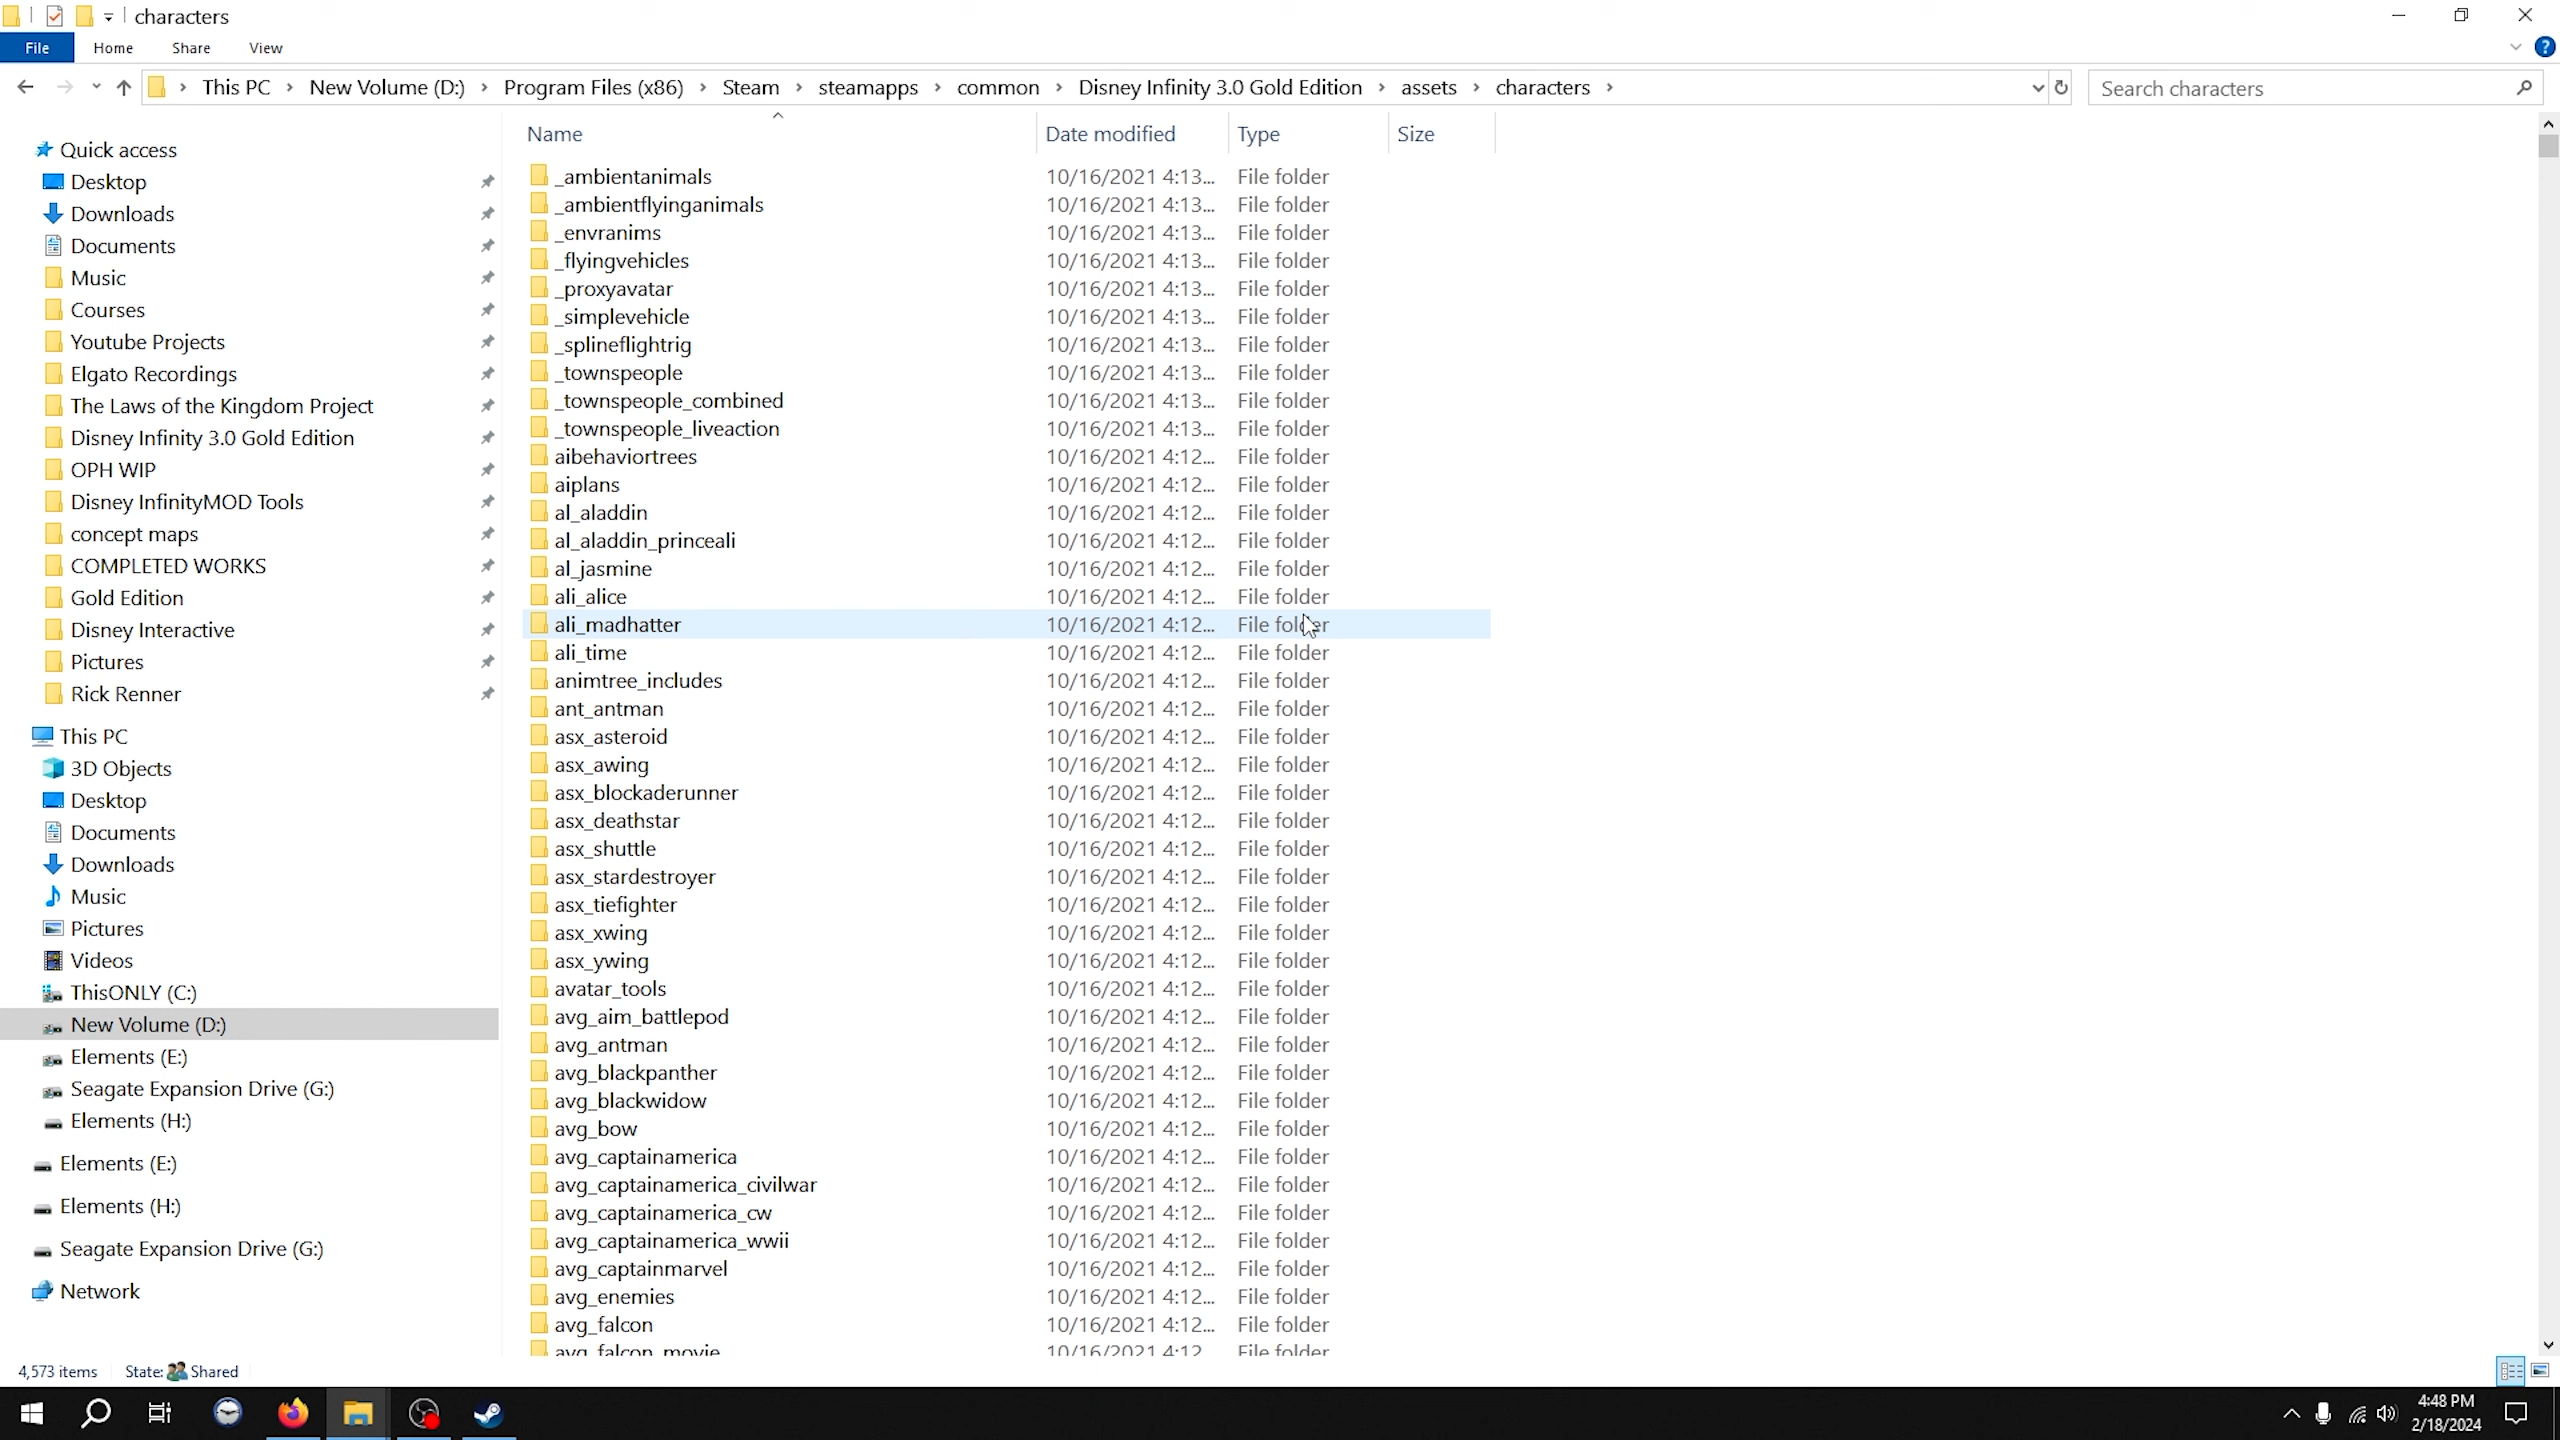 characters
File Home Share View
This PC New Volume (D:) Program Files (x86) Steam steamapps common Disney Infinity 3.0 Gold Edition assets characters
Search characters
Quick access
Desktop
Downloads
Documents
Music
Courses
Youtube Projects
Elgato Recordings
The Laws of the Kingdom Project
Disney Infinity 3.0 Gold Edition
OPH WIP
Disney InfinityMOD Tools
concept maps
COMPLETED WORKS
Gold Edition
Disney Interactive
Pictures
Rick Renner
This PC
3D Objects
Desktop
Documents
Downloads
Music
Pictures
Videos
ThisONLY (C:)
New Volume (D:)
Elements (E:)
Seagate Expansion Drive (G:)
Elements (H:)
Elements (E:)
Elements (H:)
Seagate Expansion Drive (G:)
Network
Name Date modified Type Size
_ambientanimals 10/16/2021 4:13... File folder
_ambientflyinganimals 10/16/2021 4:13... File folder
_envranims 10/16/2021 4:13... File folder
_flyingvehicles 10/16/2021 4:13... File folder
_proxyavatar 10/16/2021 4:13... File folder
_simplevehicle 10/16/2021 4:13... File folder
_splineflightrig 10/16/2021 4:13... File folder
_townspeople 10/16/2021 4:13... File folder
_townspeople_combined 10/16/2021 4:13... File folder
_townspeople_liveaction 10/16/2021 4:13... File folder
aibehaviortrees 10/16/2021 4:12... File folder
aiplans 10/16/2021 4:12... File folder
al_aladdin 10/16/2021 4:12... File folder
al_aladdin_princeali 10/16/2021 4:12... File folder
al_jasmine 10/16/2021 4:12... File folder
ali_alice 10/16/2021 4:12... File folder
ali_madhatter 10/16/2021 4:12... File folder
ali_time 10/16/2021 4:12... File folder
animtree_includes 10/16/2021 4:12... File folder
ant_antman 10/16/2021 4:12... File folder
asx_asteroid 10/16/2021 4:12... File folder
asx_awing 10/16/2021 4:12... File folder
asx_blockaderunner 10/16/2021 4:12... File folder
asx_deathstar 10/16/2021 4:12... File folder
asx_shuttle 10/16/2021 4:12... File folder
asx_stardestroyer 10/16/2021 4:12... File folder
asx_tiefighter 10/16/2021 4:12... File folder
asx_xwing 10/16/2021 4:12... File folder
asx_ywing 10/16/2021 4:12... File folder
avatar_tools 10/16/2021 4:12... File folder
avg_aim_battlepod 10/16/2021 4:12... File folder
avg_antman 10/16/2021 4:12... File folder
avg_blackpanther 10/16/2021 4:12... File folder
avg_blackwidow 10/16/2021 4:12... File folder
avg_bow 10/16/2021 4:12... File folder
avg_captainamerica 10/16/2021 4:12... File folder
avg_captainamerica_civilwar 10/16/2021 4:12... File folder
avg_captainamerica_cw 10/16/2021 4:12... File folder
avg_captainamerica_wwii 10/16/2021 4:12... File folder
avg_captainmarvel 10/16/2021 4:12... File folder
avg_enemies 10/16/2021 4:12... File folder
avg_falcon 10/16/2021 4:12... File folder
avg_falcon_movie 10/16/2021 4:12... File folder
4,573 items State: Shared
4:48 PM
2/18/2024